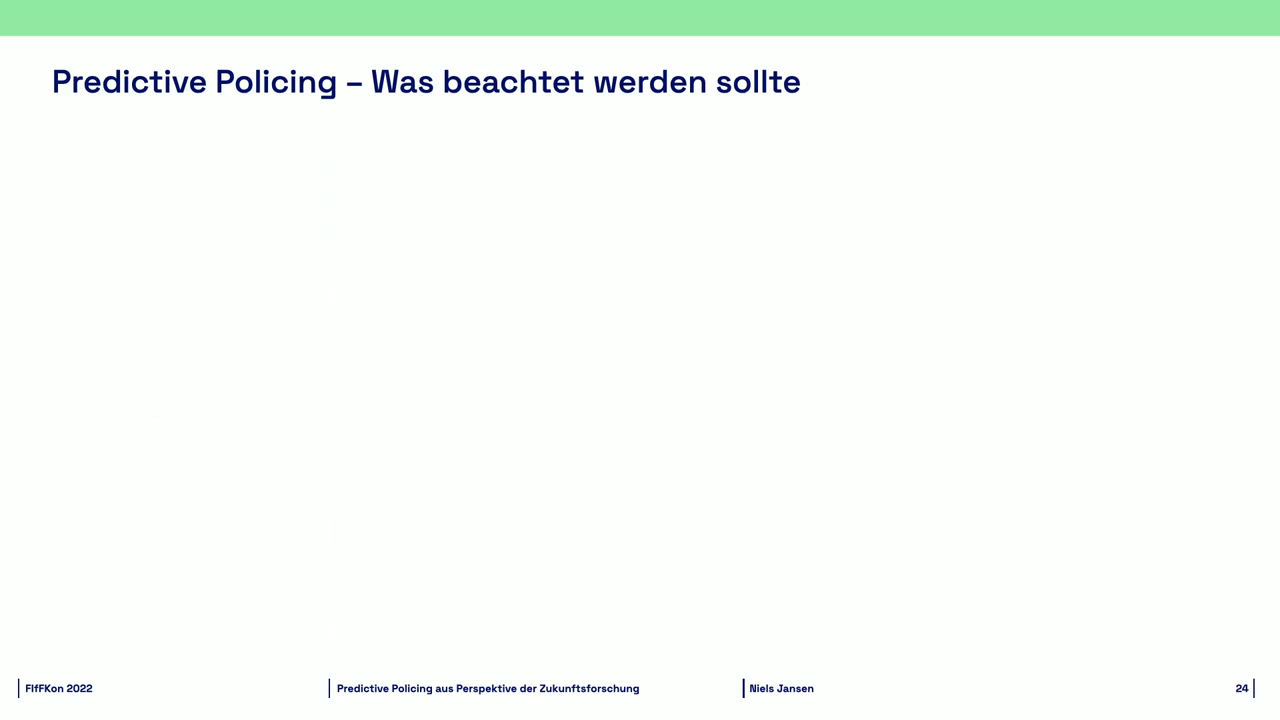 Predictive Policing – Was beachtet werden sollte
FIfFKon 2022
Predictive Policing aus Perspektive der Zukunftsforschung
Niels Jansen
24